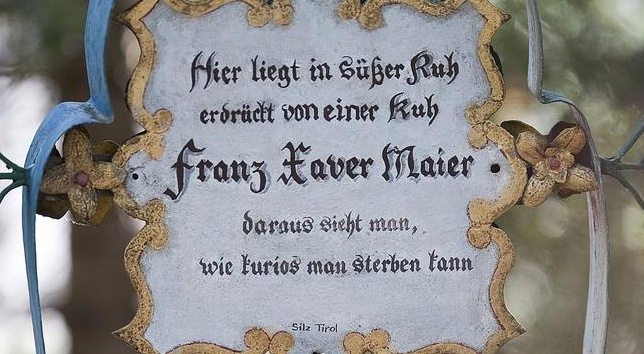 Hier liegt in süßer Ruh
erdrückt von einer Kuh
Franz Xaver Maier
daraus sieht man,
wie kurios man sterben kann
Silz Tirol